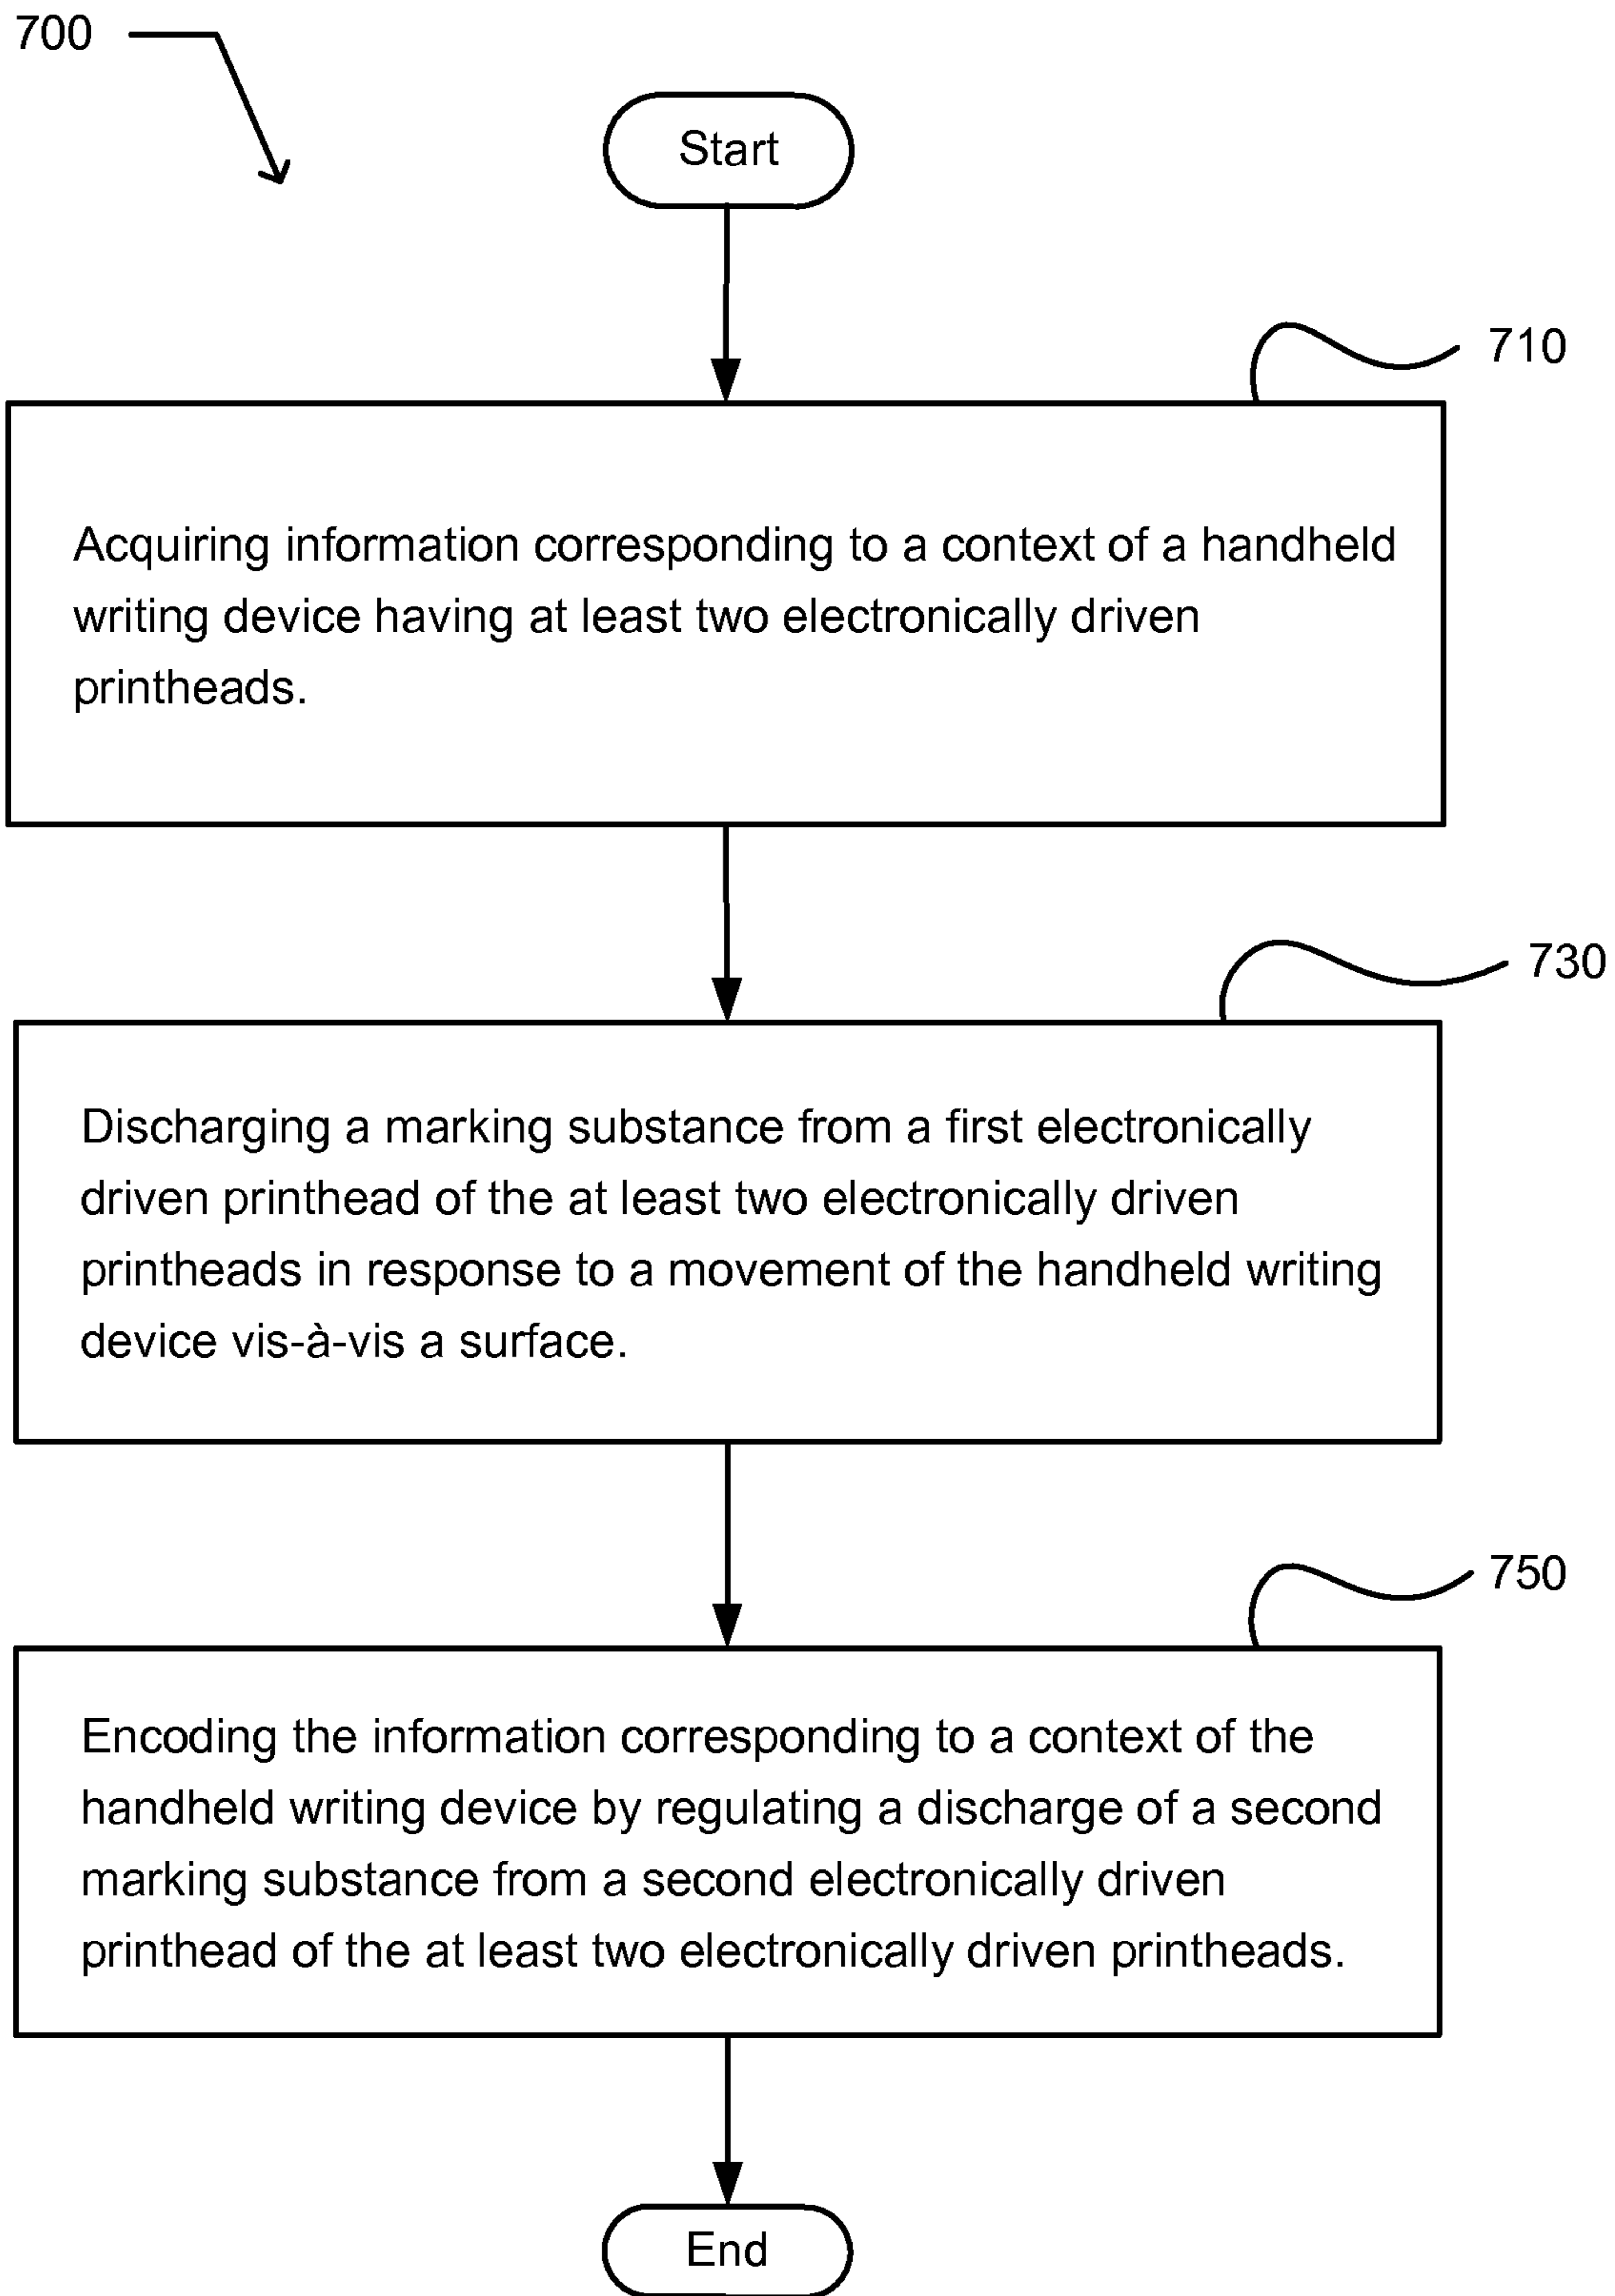 700
Start
710
Acquiring information corresponding to a context of a handheld
writing device having at least two electronically driven
printheads.
730
Discharging a marking substance from a first electronically
driven printhead of the at least two electronically driven
printheads in response to a movement of the handheld writing
device vis-à-vis a surface.
750
Encoding the information corresponding to a context of the
handheld writing device by regulating a discharge of a second
marking substance from a second electronically driven
printhead of the at least two electronically driven printheads.
End